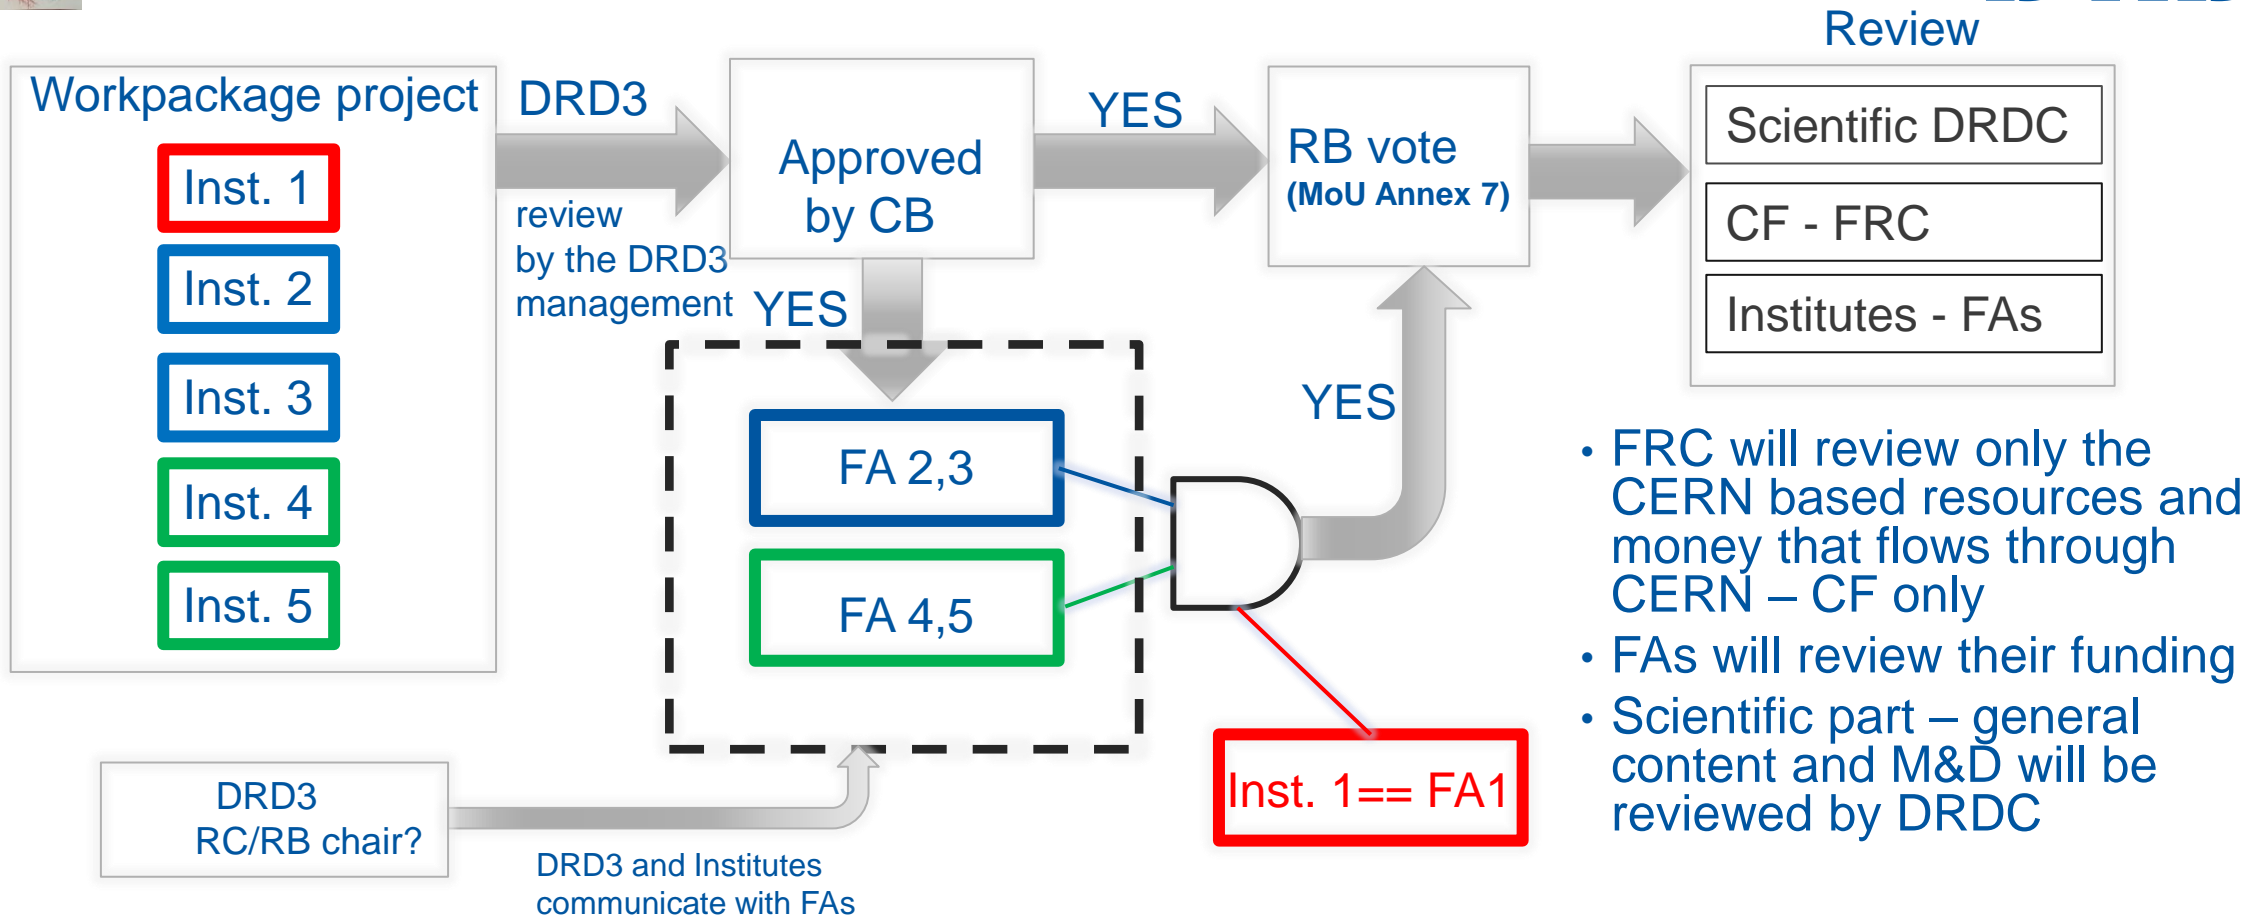 Review
Workpackage project
Inst. 1
Inst. 2
Inst. 3
Inst. 4
Inst. 5
DRD3
review
by the DRD3
management
Approved
by CB
YES
YES
RB vote
(MoU Annex 7)
Scientific DRDC
CF - FRC
Institutes - FAs
FA 2,3
FA 4,5
YES
Inst. 1== FA1
DRD3
RC/RB chair?
DRD3 and Institutes
communicate with FAs
• FRC will review only the
CERN based resources and
money that flows through
CERN – CF only
• FAs will review their funding
• Scientific part – general
content and M&D will be
reviewed by DRDC